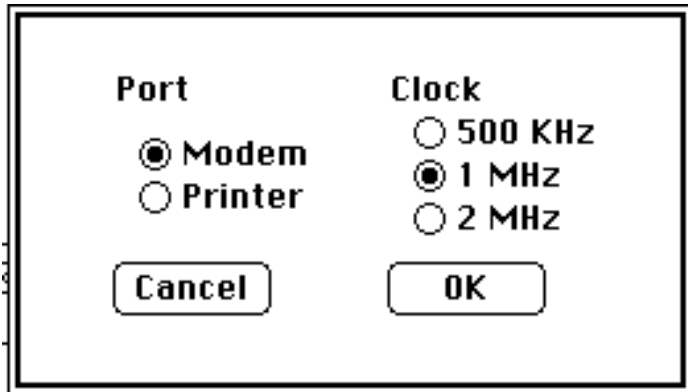 Port
Modem
Printer
Clock
500 KHz
1 MHz
2 MHz
Cancel
OK